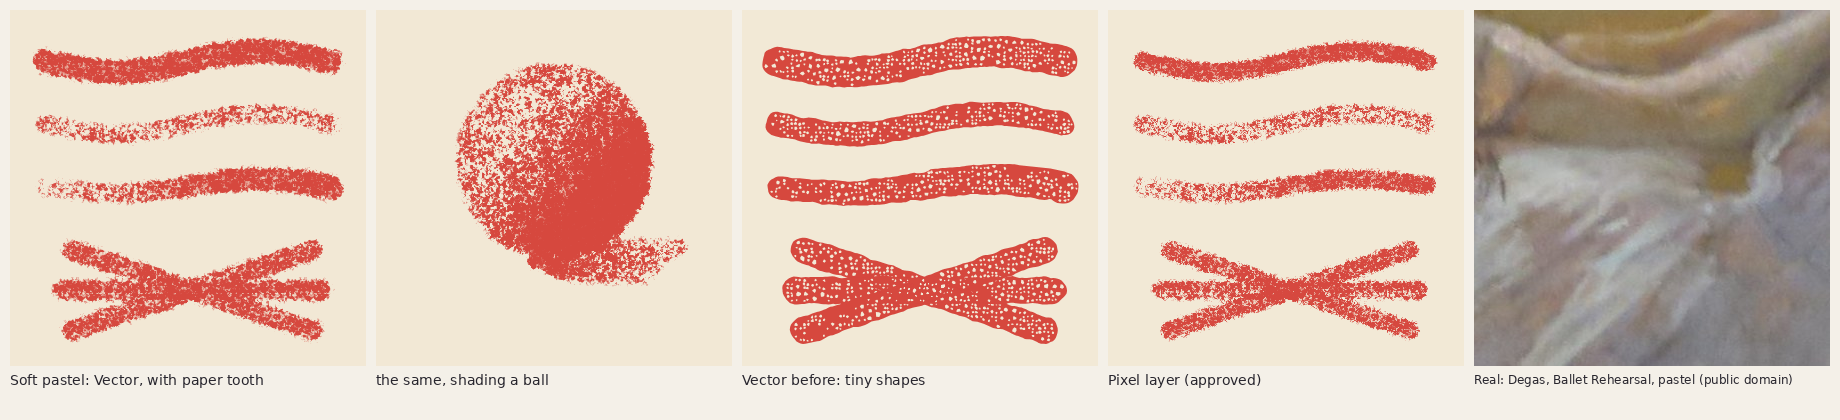 Soft pastel: Vector, with paper tooth
the same, shading a ball
Vector before: tiny shapes
Pixel layer (approved)
Real: Degas, Ballet Rehearsal, pastel (public domain)